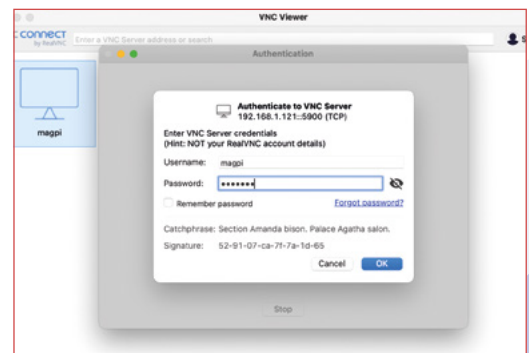 VNC Viewer
CONNECT
by RealVNC
Enter a VNC Server address or search
Authentication
magpi
Authenticate to VNC Server
192.168.1.121::5900 (TCP)
Enter VNC Server credentials
(Hint: NOT your RealVNC account details)
Username: magpi
Password: •••••••
Remember password Forgot password?
Catchphrase: Section Amanda bison. Palace Agatha salon.
Signature: 52-91-07-ca-7f-7a-1d-65
Cancel OK
Stop